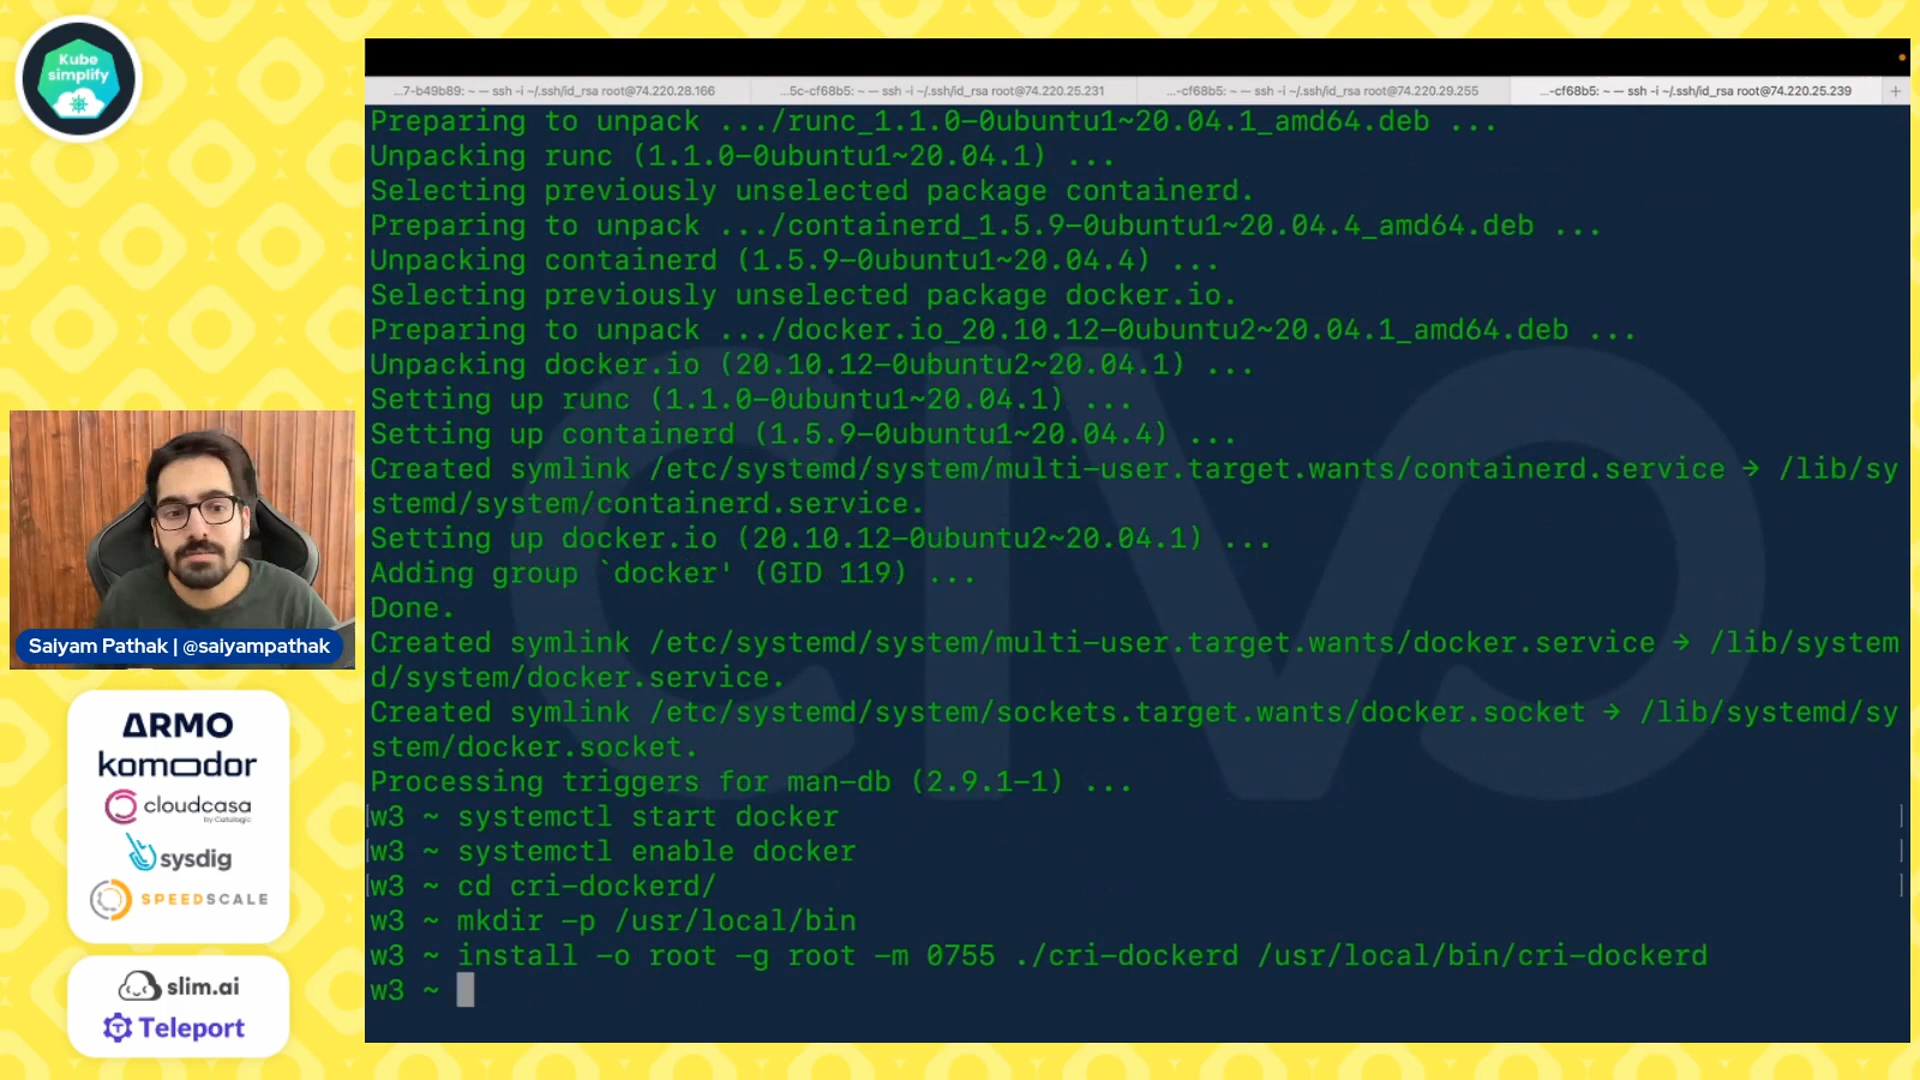 Kube
simplify
...7-b49b89: ~ — ssh -i ~/.ssh/id_rsa root@74.220.28.166
...5c-cf68b5: ~ — ssh -i ~/.ssh/id_rsa root@74.220.25.231
...-cf68b5: ~ — ssh -i ~/.ssh/id_rsa root@74.220.29.255
...-cf68b5: ~ — ssh -i ~/.ssh/id_rsa root@74.220.25.239
Preparing to unpack .../runc_1.1.0-0ubuntu1~20.04.1_amd64.deb ...
Unpacking runc (1.1.0-0ubuntu1~20.04.1) ...
Selecting previously unselected package containerd.
Preparing to unpack .../containerd_1.5.9-0ubuntu1~20.04.4_amd64.deb ...
Unpacking containerd (1.5.9-0ubuntu1~20.04.4) ...
Selecting previously unselected package docker.io.
Preparing to unpack .../docker.io_20.10.12-0ubuntu2~20.04.1_amd64.deb ...
Unpacking docker.io (20.10.12-0ubuntu2~20.04.1) ...
Setting up runc (1.1.0-0ubuntu1~20.04.1) ...
Setting up containerd (1.5.9-0ubuntu1~20.04.4) ...
Created symlink /etc/systemd/system/multi-user.target.wants/containerd.service → /lib/sy
stemd/system/containerd.service.
Setting up docker.io (20.10.12-0ubuntu2~20.04.1) ...
Adding group `docker' (GID 119) ...
Done.
Created symlink /etc/systemd/system/multi-user.target.wants/docker.service → /lib/system
d/system/docker.service.
Created symlink /etc/systemd/system/sockets.target.wants/docker.socket → /lib/systemd/sy
stem/docker.socket.
Processing triggers for man-db (2.9.1-1) ...
w3 ~ systemctl start docker
w3 ~ systemctl enable docker
w3 ~ cd cri-dockerd/
w3 ~ mkdir -p /usr/local/bin
w3 ~ install -o root -g root -m 0755 ./cri-dockerd /usr/local/bin/cri-dockerd
w3 ~
CIVO
Saiyam Pathak | @saiyampathak
ARMO
komodor
cloudcasa
by Catalogic
sysdig
SPEEDSCALE
slim.ai
Teleport